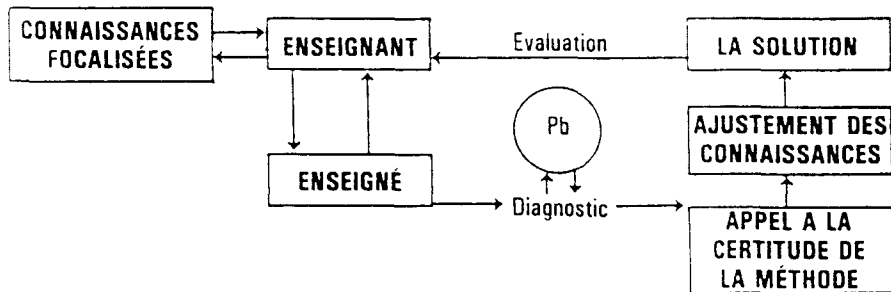 CONNAISSANCES
FOCALISÉES
ENSEIGNANT
Evaluation
LA SOLUTION
Pb
AJUSTEMENT DES
CONNAISSANCES
ENSEIGNÉ
Diagnostic
APPEL A LA
CERTITUDE DE
LA MÉTHODE